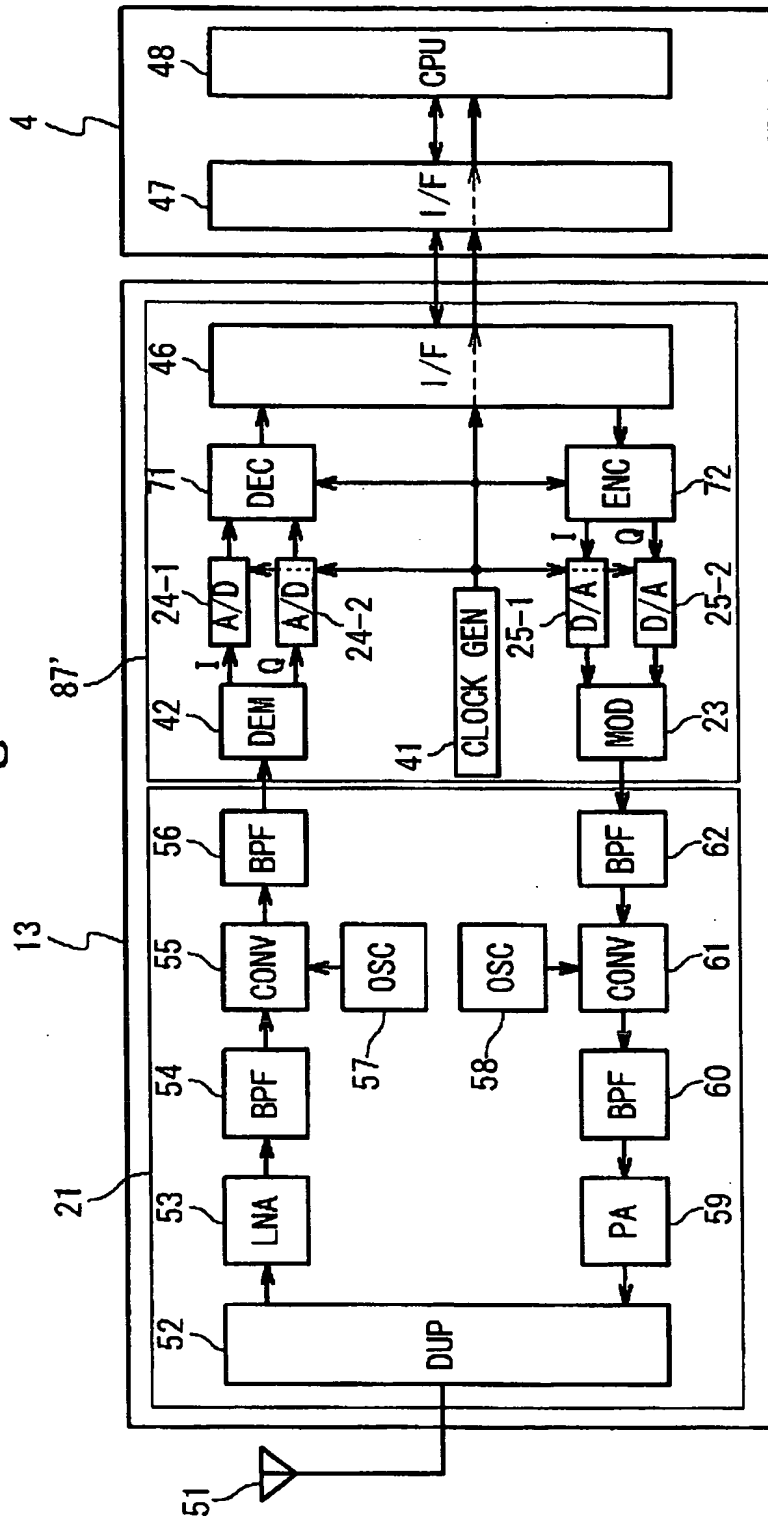 13 4
21 87'
52 53 54 55 56 42 24-1 71 46 47 48
51
I
LNA BPF CONV BPF DEM A/D DEC
Q A/D
24-2
OSC
57
41
DUP CLOCK GEN I/F I/F CPU
58
OSC
25-1
I
PA BPF CONV BPF MOD D/A ENC
Q
D/A
59 60 61 62 23 25-2 72